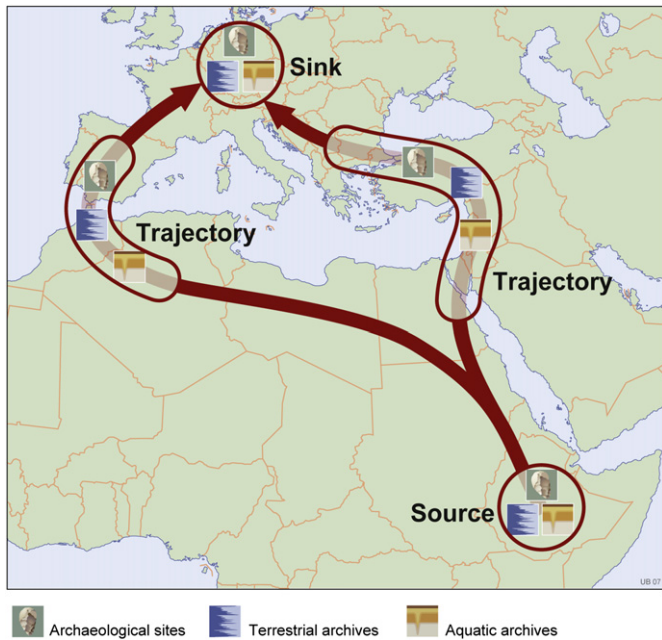 Sink
Trajectory
Trajectory
Source
UB 07
Archaeological sites
Terrestrial archives
Aquatic archives